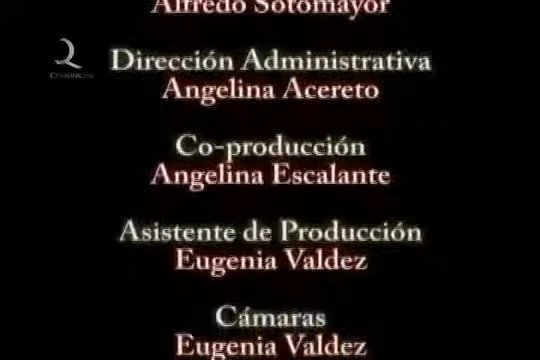 Alfredo Sotomayor
Dirección Administrativa
Angelina Acereto
Co-producción
Angelina Escalante
Asistente de Producción
Eugenia Valdez
Cámaras
Eugenia Valdez